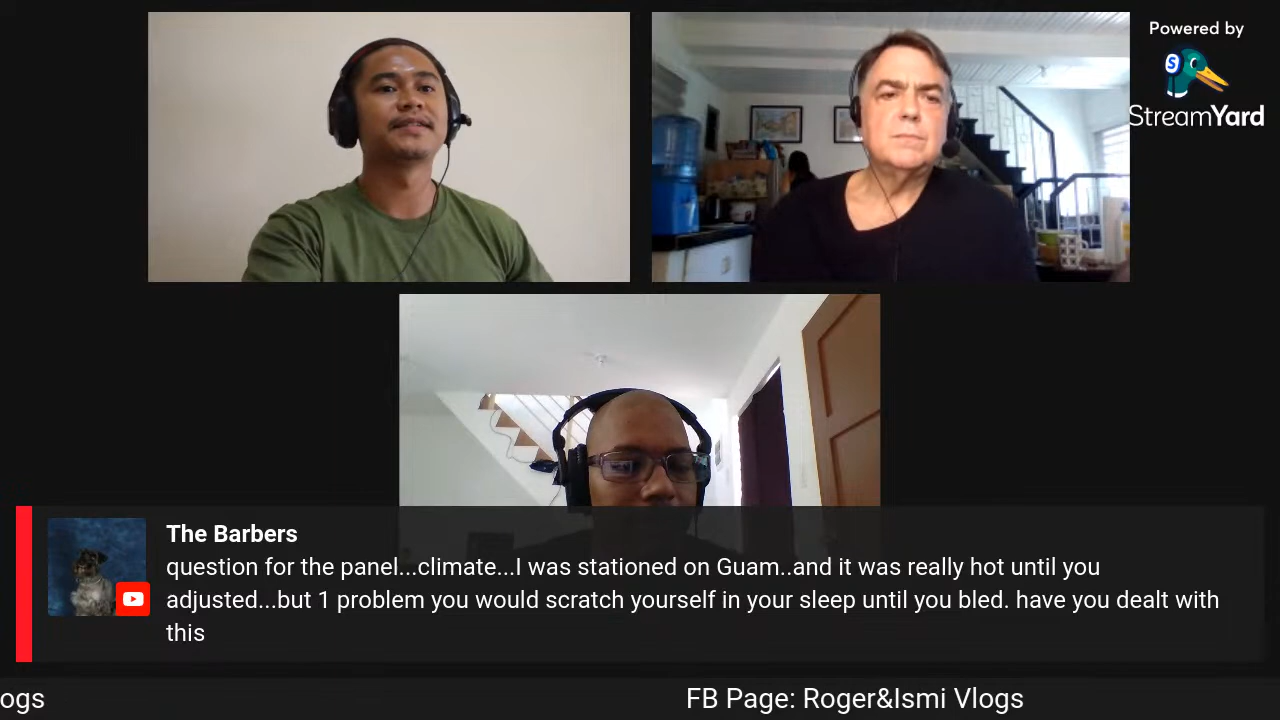 Powered by
S
StreamYard
The Barbers
question for the panel...climate...I was stationed on Guam..and it was really hot until you
adjusted...but 1 problem you would scratch yourself in your sleep until you bled. have you dealt with
this
ogs
FB Page: Roger&Ismi Vlogs